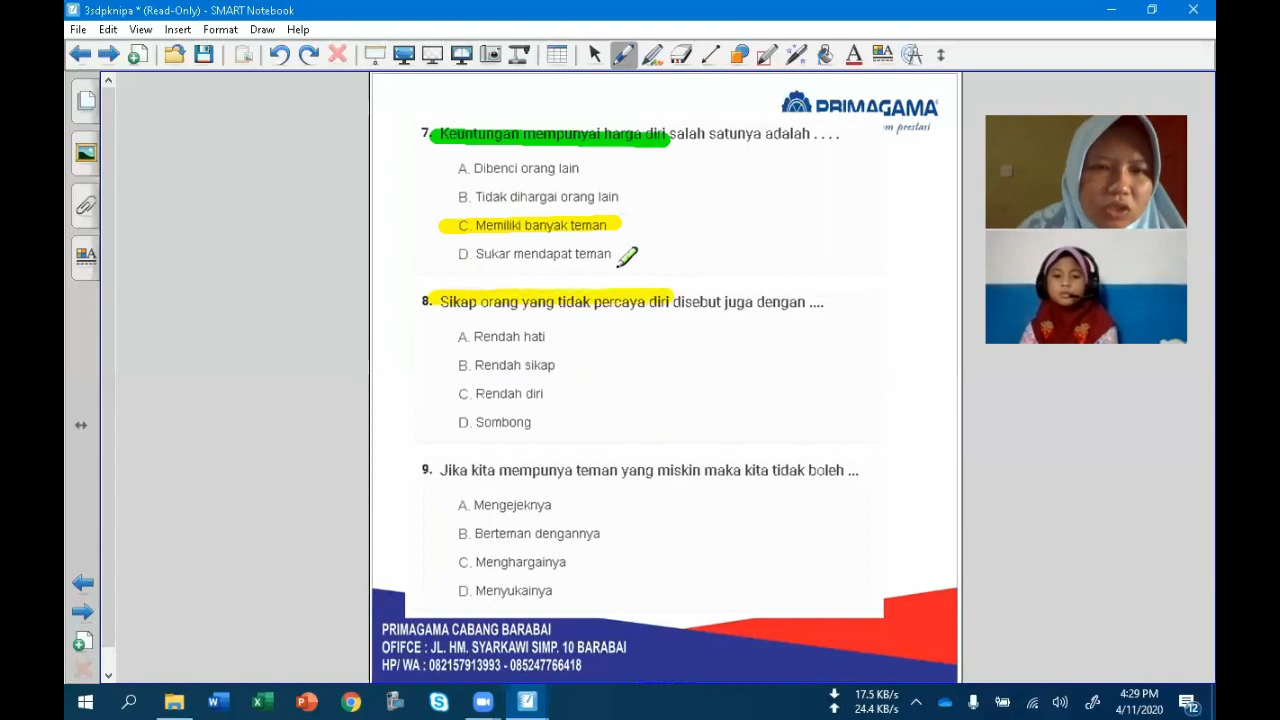 3sdpknipa * (Read-Only) - SMART Notebook
File Edit View Insert Format Draw Help
PRIMAGAMA
m prestasi
7. Keuntungan mempunyai harga diri salah satunya adalah . . . .
A. Dibenci orang lain
B. Tidak dihargai orang lain
C. Memiliki banyak teman
D. Sukar mendapat teman
8. Sikap orang yang tidak percaya diri disebut juga dengan ....
A. Rendah hati
B. Rendah sikap
C. Rendah diri
D. Sombong
9. Jika kita mempunya teman yang miskin maka kita tidak boleh ...
A. Mengejeknya
B. Berteman dengannya
C. Menghargainya
D. Menyukainya
PRIMAGAMA CABANG BARABAI
OFIFCE : JL. HM. SYARKAWI SIMP. 10 BARABAI
HP/ WA : 082157913993 - 085247766418
17.5 KB/s
24.4 KB/s
4:29 PM
4/11/2020
12